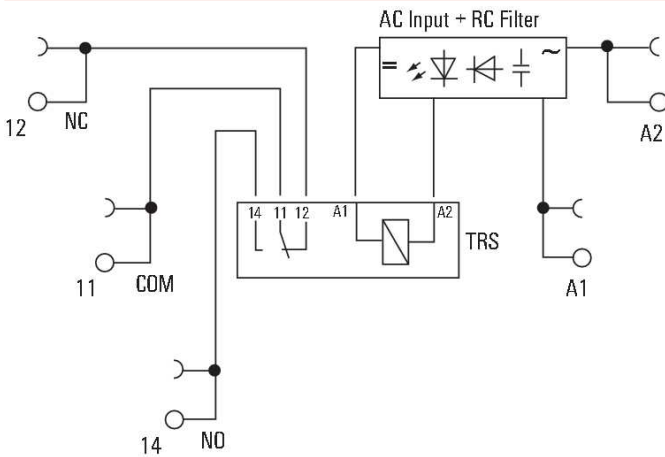 AC Input + RC Filter
= ~
12 NC
A2
14 11 12 A1 A2
TRS
11 COM
A1
14 NO